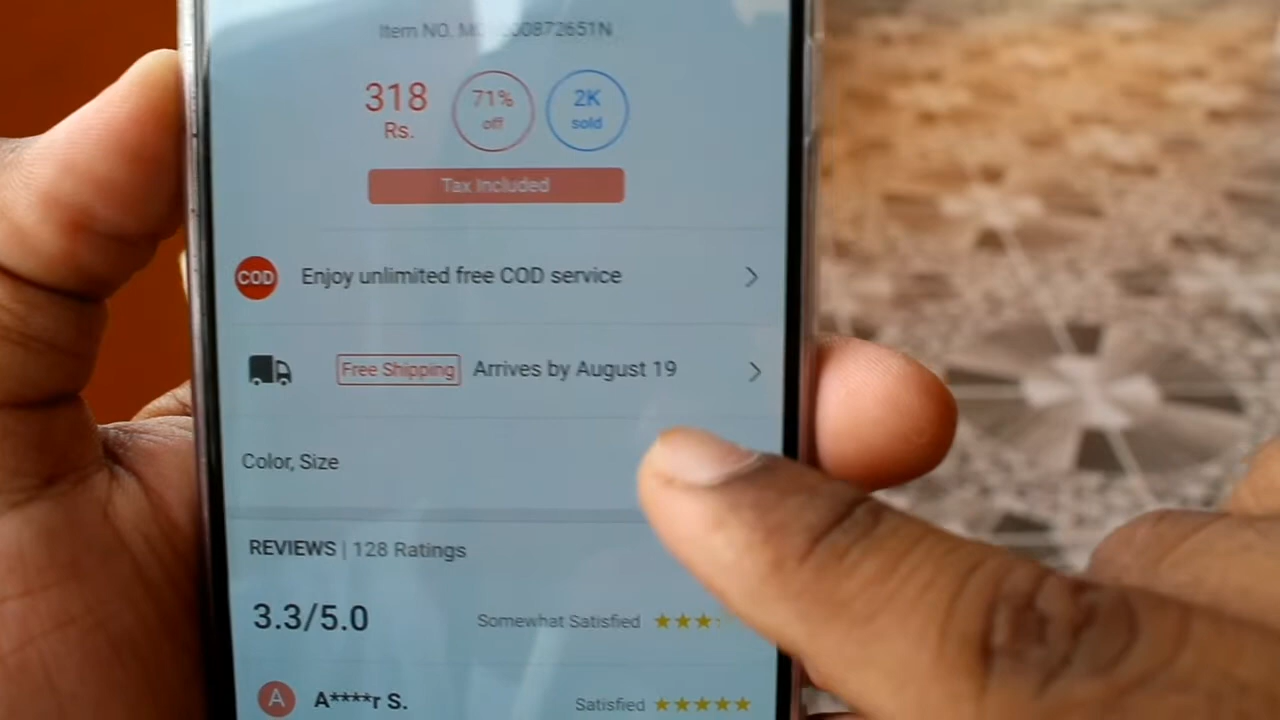 Item NO.
318
Rs.
71%
off
2K
sold
Tax Included
COD
Enjoy unlimited free COD service
Free Shipping Arrives by August 19
Color, Size
REVIEWS | 128 Ratings
3.3/5.0
Somewhat Satisfied
A
A****r S.
Satisfied